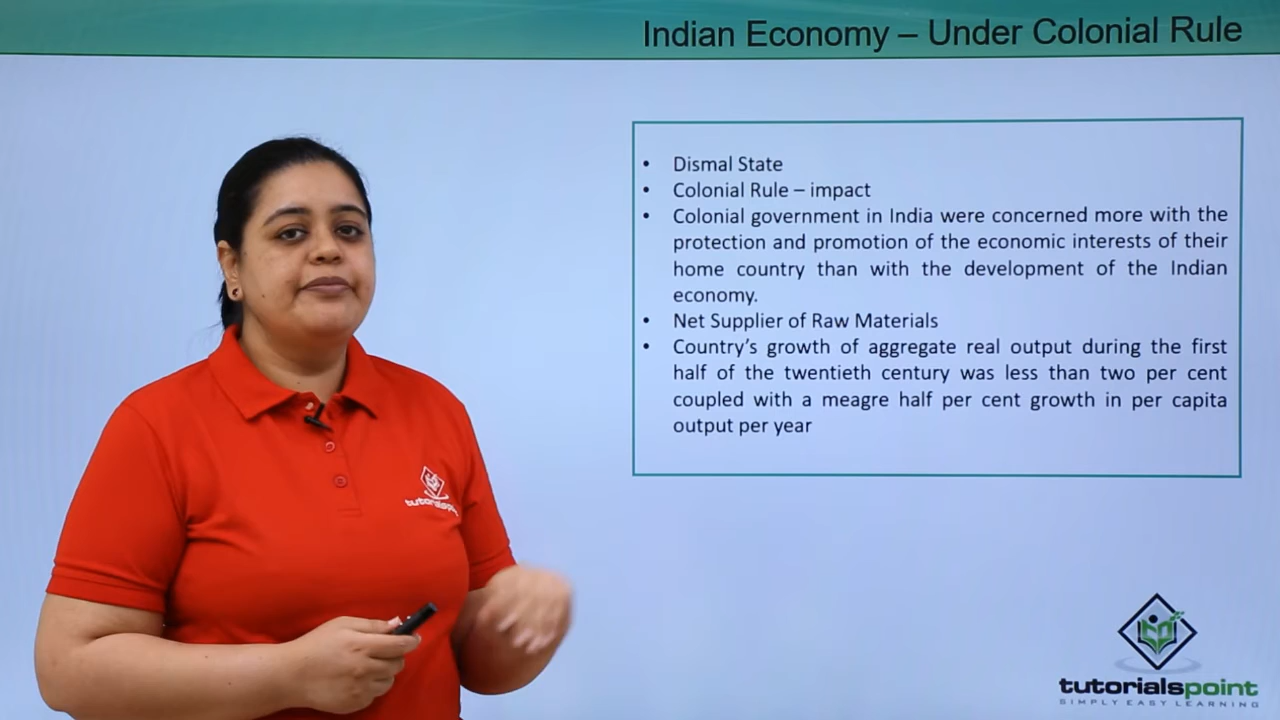 Indian Economy – Under Colonial Rule
• Dismal State
• Colonial Rule – impact
• Colonial government in India were concerned more with the
protection and promotion of the economic interests of their
home country than with the development of the Indian
economy.
• Net Supplier of Raw Materials
• Country's growth of aggregate real output during the first
half of the twentieth century was less than two per cent
coupled with a meagre half per cent growth in per capita
output per year
tutorialspoint
tutorialspoint
SIMPLY EASY LEARNING